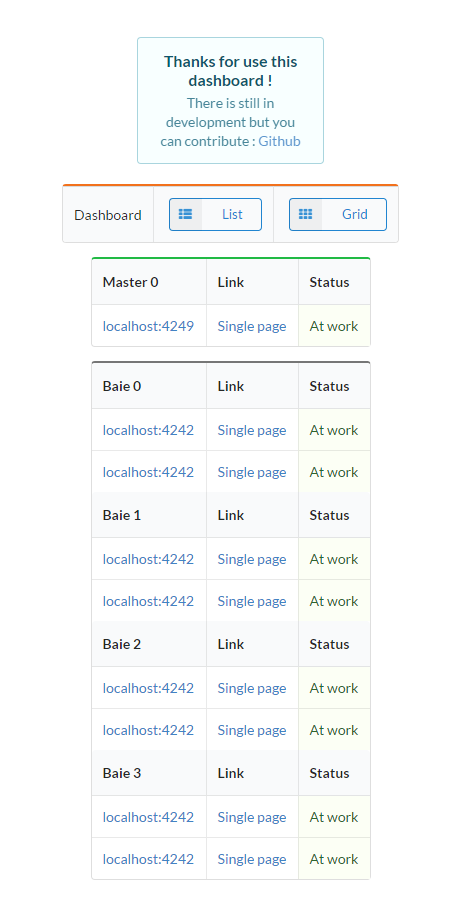 Thanks for use this
dashboard !
There is still in
development but you
can contribute : Github
Dashboard List Grid
Master 0 Link Status
localhost:4249 Single page At work
Baie 0 Link Status
localhost:4242 Single page At work
localhost:4242 Single page At work
Baie 1 Link Status
localhost:4242 Single page At work
localhost:4242 Single page At work
Baie 2 Link Status
localhost:4242 Single page At work
localhost:4242 Single page At work
Baie 3 Link Status
localhost:4242 Single page At work
localhost:4242 Single page At work